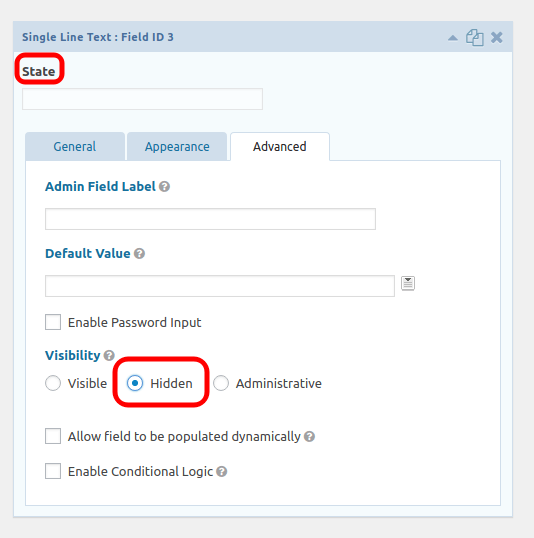 Single Line Text : Field ID 3
State
General Appearance Advanced
Admin Field Label ?
Default Value ?
Enable Password Input
Visibility ?
Visible Hidden Administrative
Allow field to be populated dynamically ?
Enable Conditional Logic ?